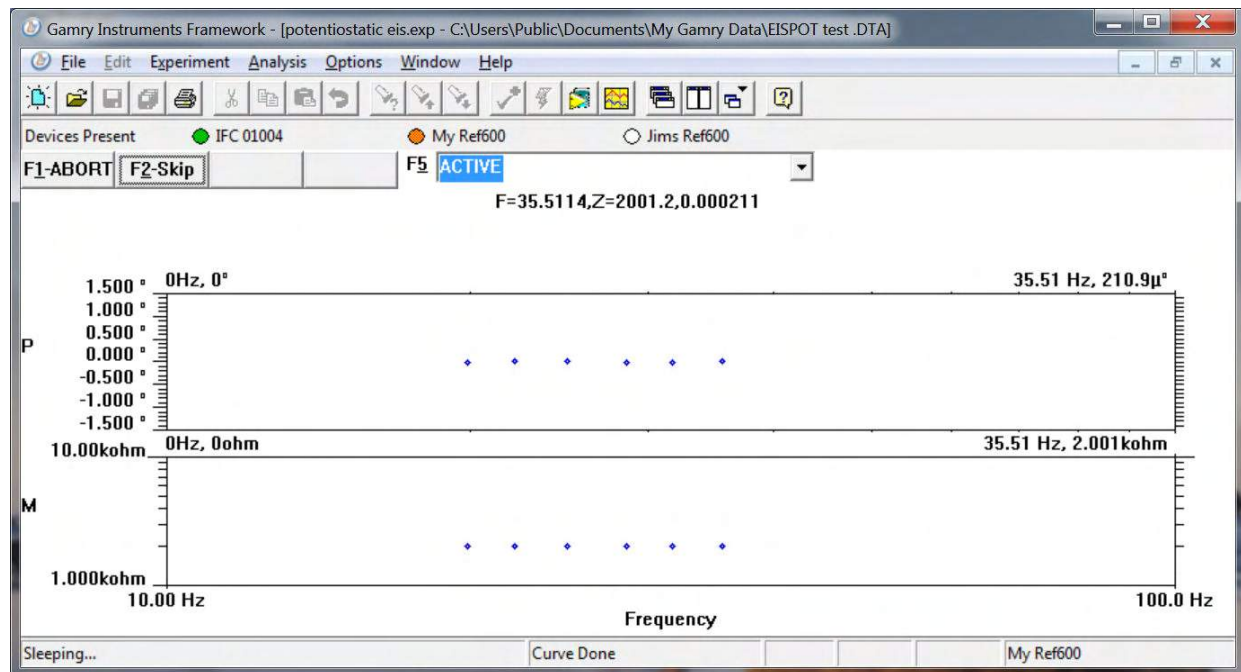 Gamry Instruments Framework - [potentiostatic eis.exp - C:\Users\Public\Documents\My Gamry Data\EISPOT test .DTA]
File Edit Experiment Analysis Options Window Help
Devices Present IFC 01004 My Ref600 Jims Ref600
F1-ABORT F2-Skip F5 ACTIVE
F=35.5114,Z=2001.2,0.000211
0Hz, 0° 35.51 Hz, 210.9µ°
1.500 °
1.000 °
0.500 °
P
0.000 °
-0.500 °
-1.000 °
-1.500 °
0Hz, 0ohm 35.51 Hz, 2.001kohm
10.00kohm
M
1.000kohm
10.00 Hz 100.0 Hz
Frequency
Sleeping... Curve Done My Ref600